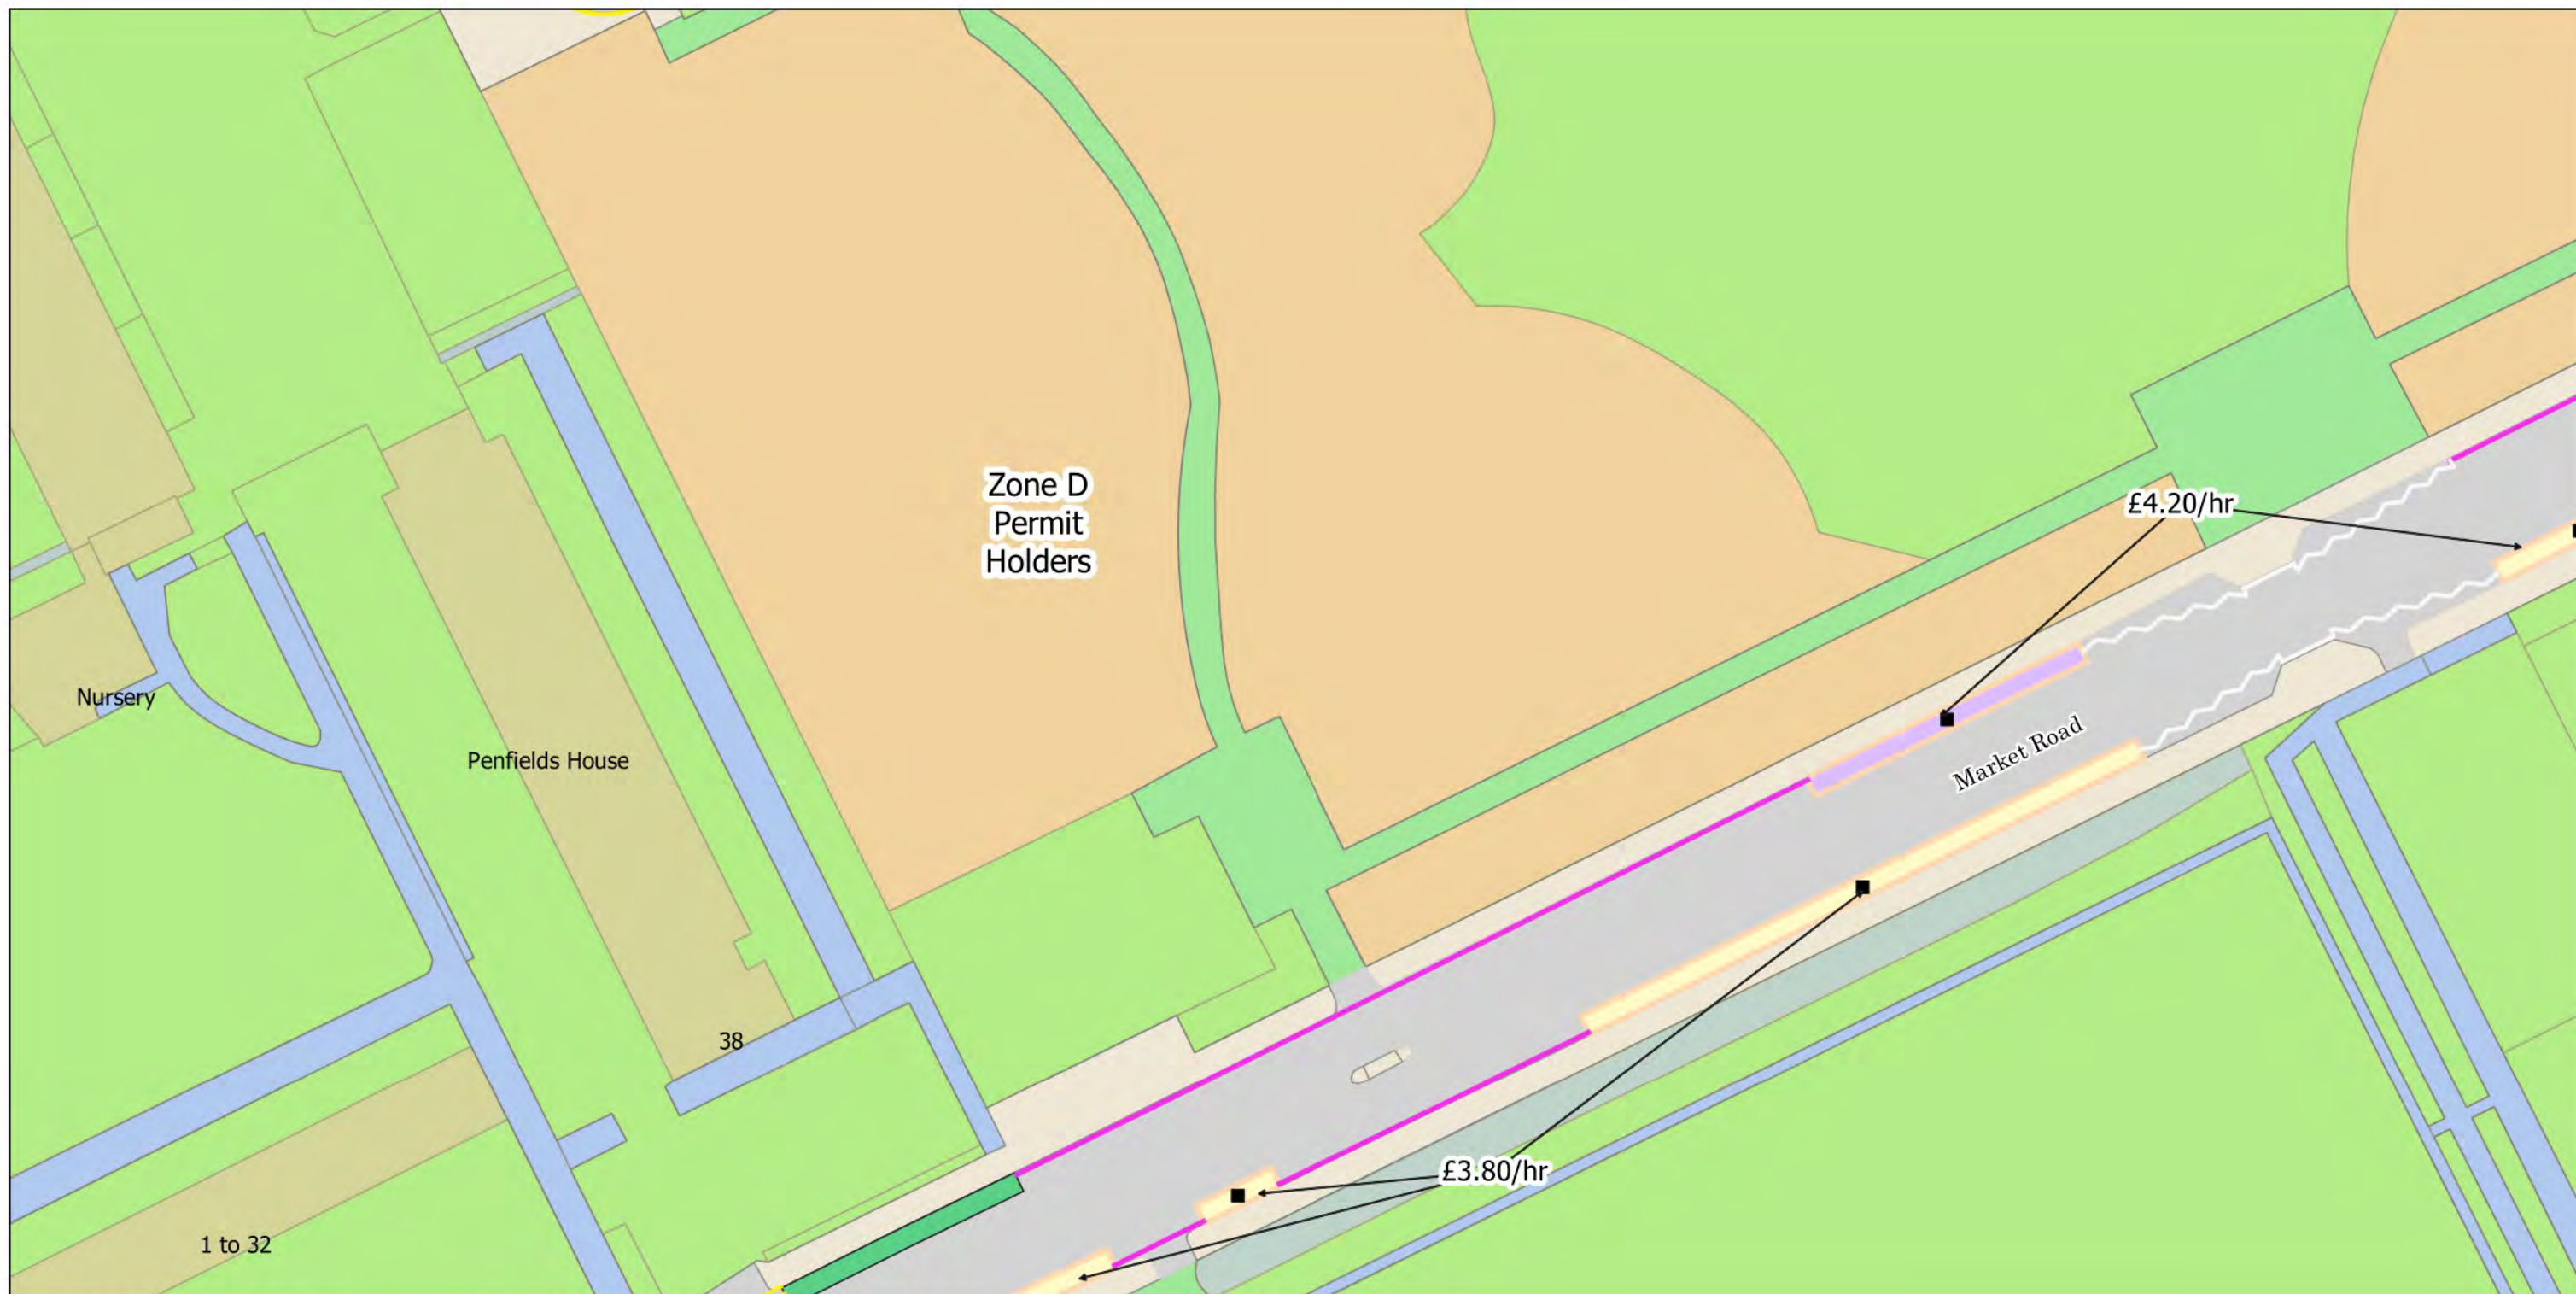 Zone D
Permit
Holders
£4.20/hr
Nursery
Market Road
Penfields House
38
£3.80/hr
1 to 32